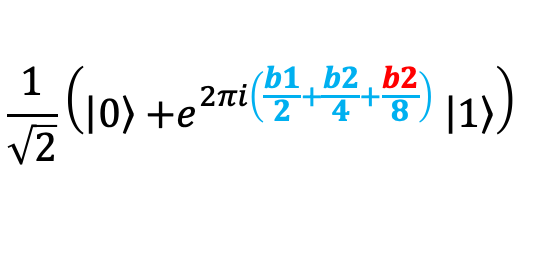 1/√2 (|0⟩ +e^2πi(b1/2+b2/4+b2/8) |1⟩)